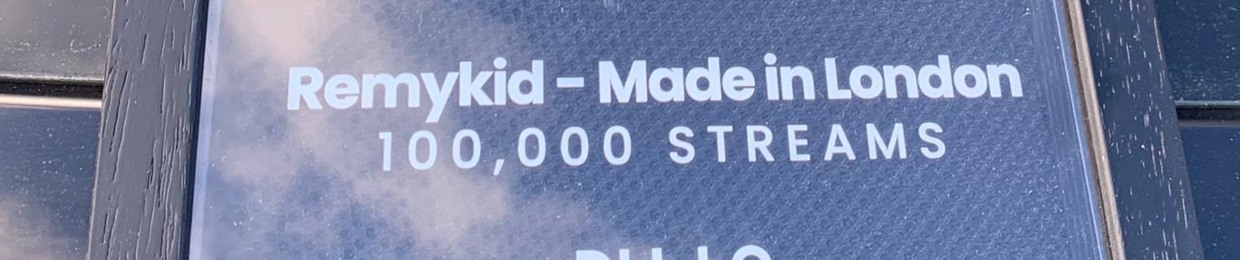 Remykid - Made in London
100,000 STREAMS